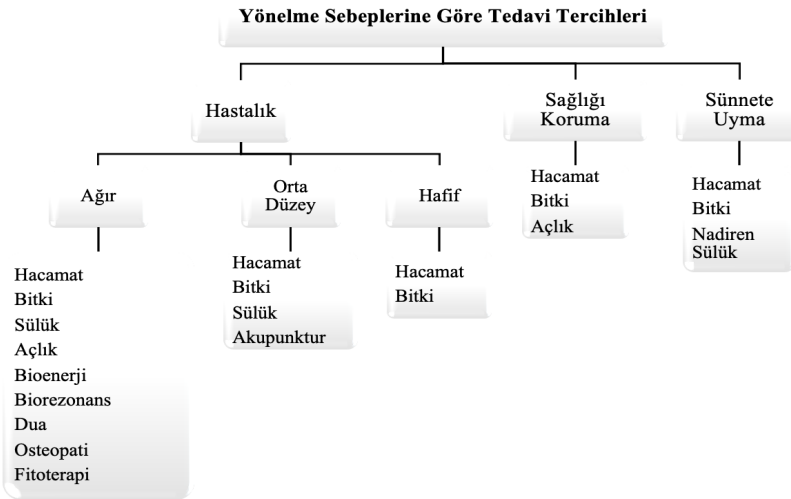 Yönelme Sebeplerine Göre Tedavi Tercihleri
Hastalık
Sağlığı
Koruma
Sünnete
Uyma
Ağır
Orta
Düzey
Hafif
Hacamat
Bitki
Sülük
Açlık
Bioenerji
Biorezonans
Dua
Osteopati
Fitoterapi
Hacamat
Bitki
Sülük
Akupunktur
Hacamat
Bitki
Hacamat
Bitki
Açlık
Hacamat
Bitki
Nadiren
Sülük